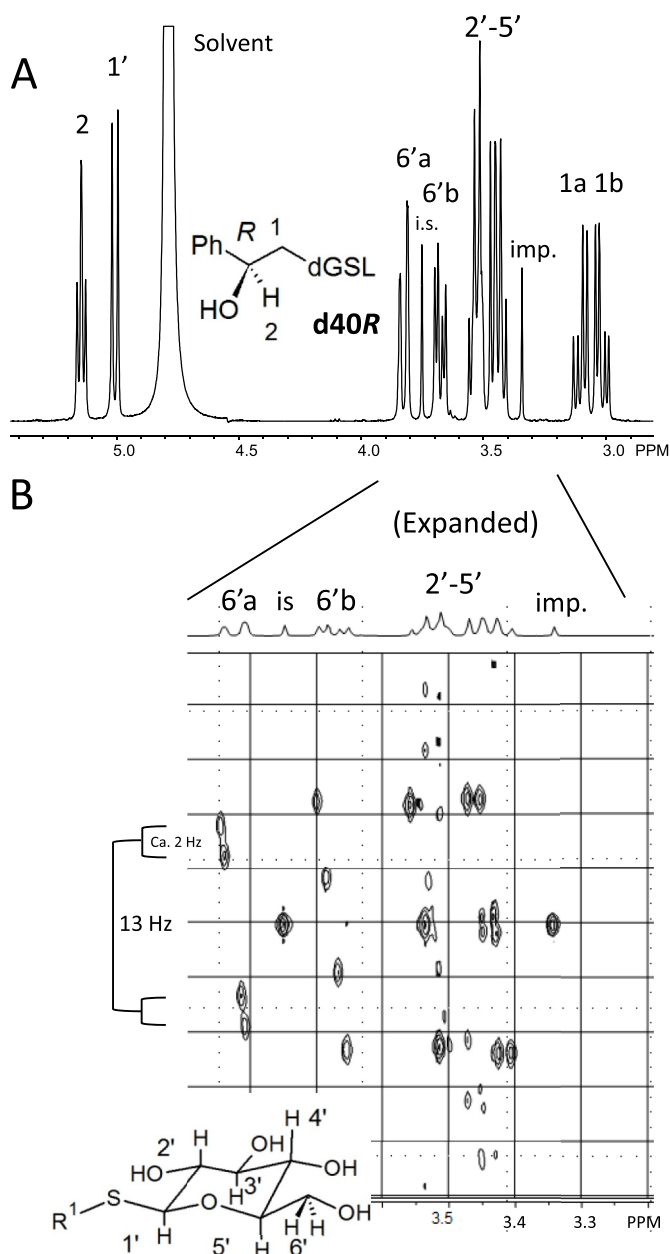 A
Solvent
2'-5'
1'
2
6'a
6'b
i.s.
1a 1b
imp.
Ph
R
1
dGSL
HO
H
2
d40R
5.0
4.5
4.0
3.5
3.0
PPM
B
(Expanded)
6'a
is
6'b
2'-5'
imp.
Ca. 2 Hz
13 Hz
3.5
3.4
3.3
PPM
H 4'
2'
H
OH
HO
OH
H
3'
S
O
R1
OH
H
H H
1'
5'
H
6'